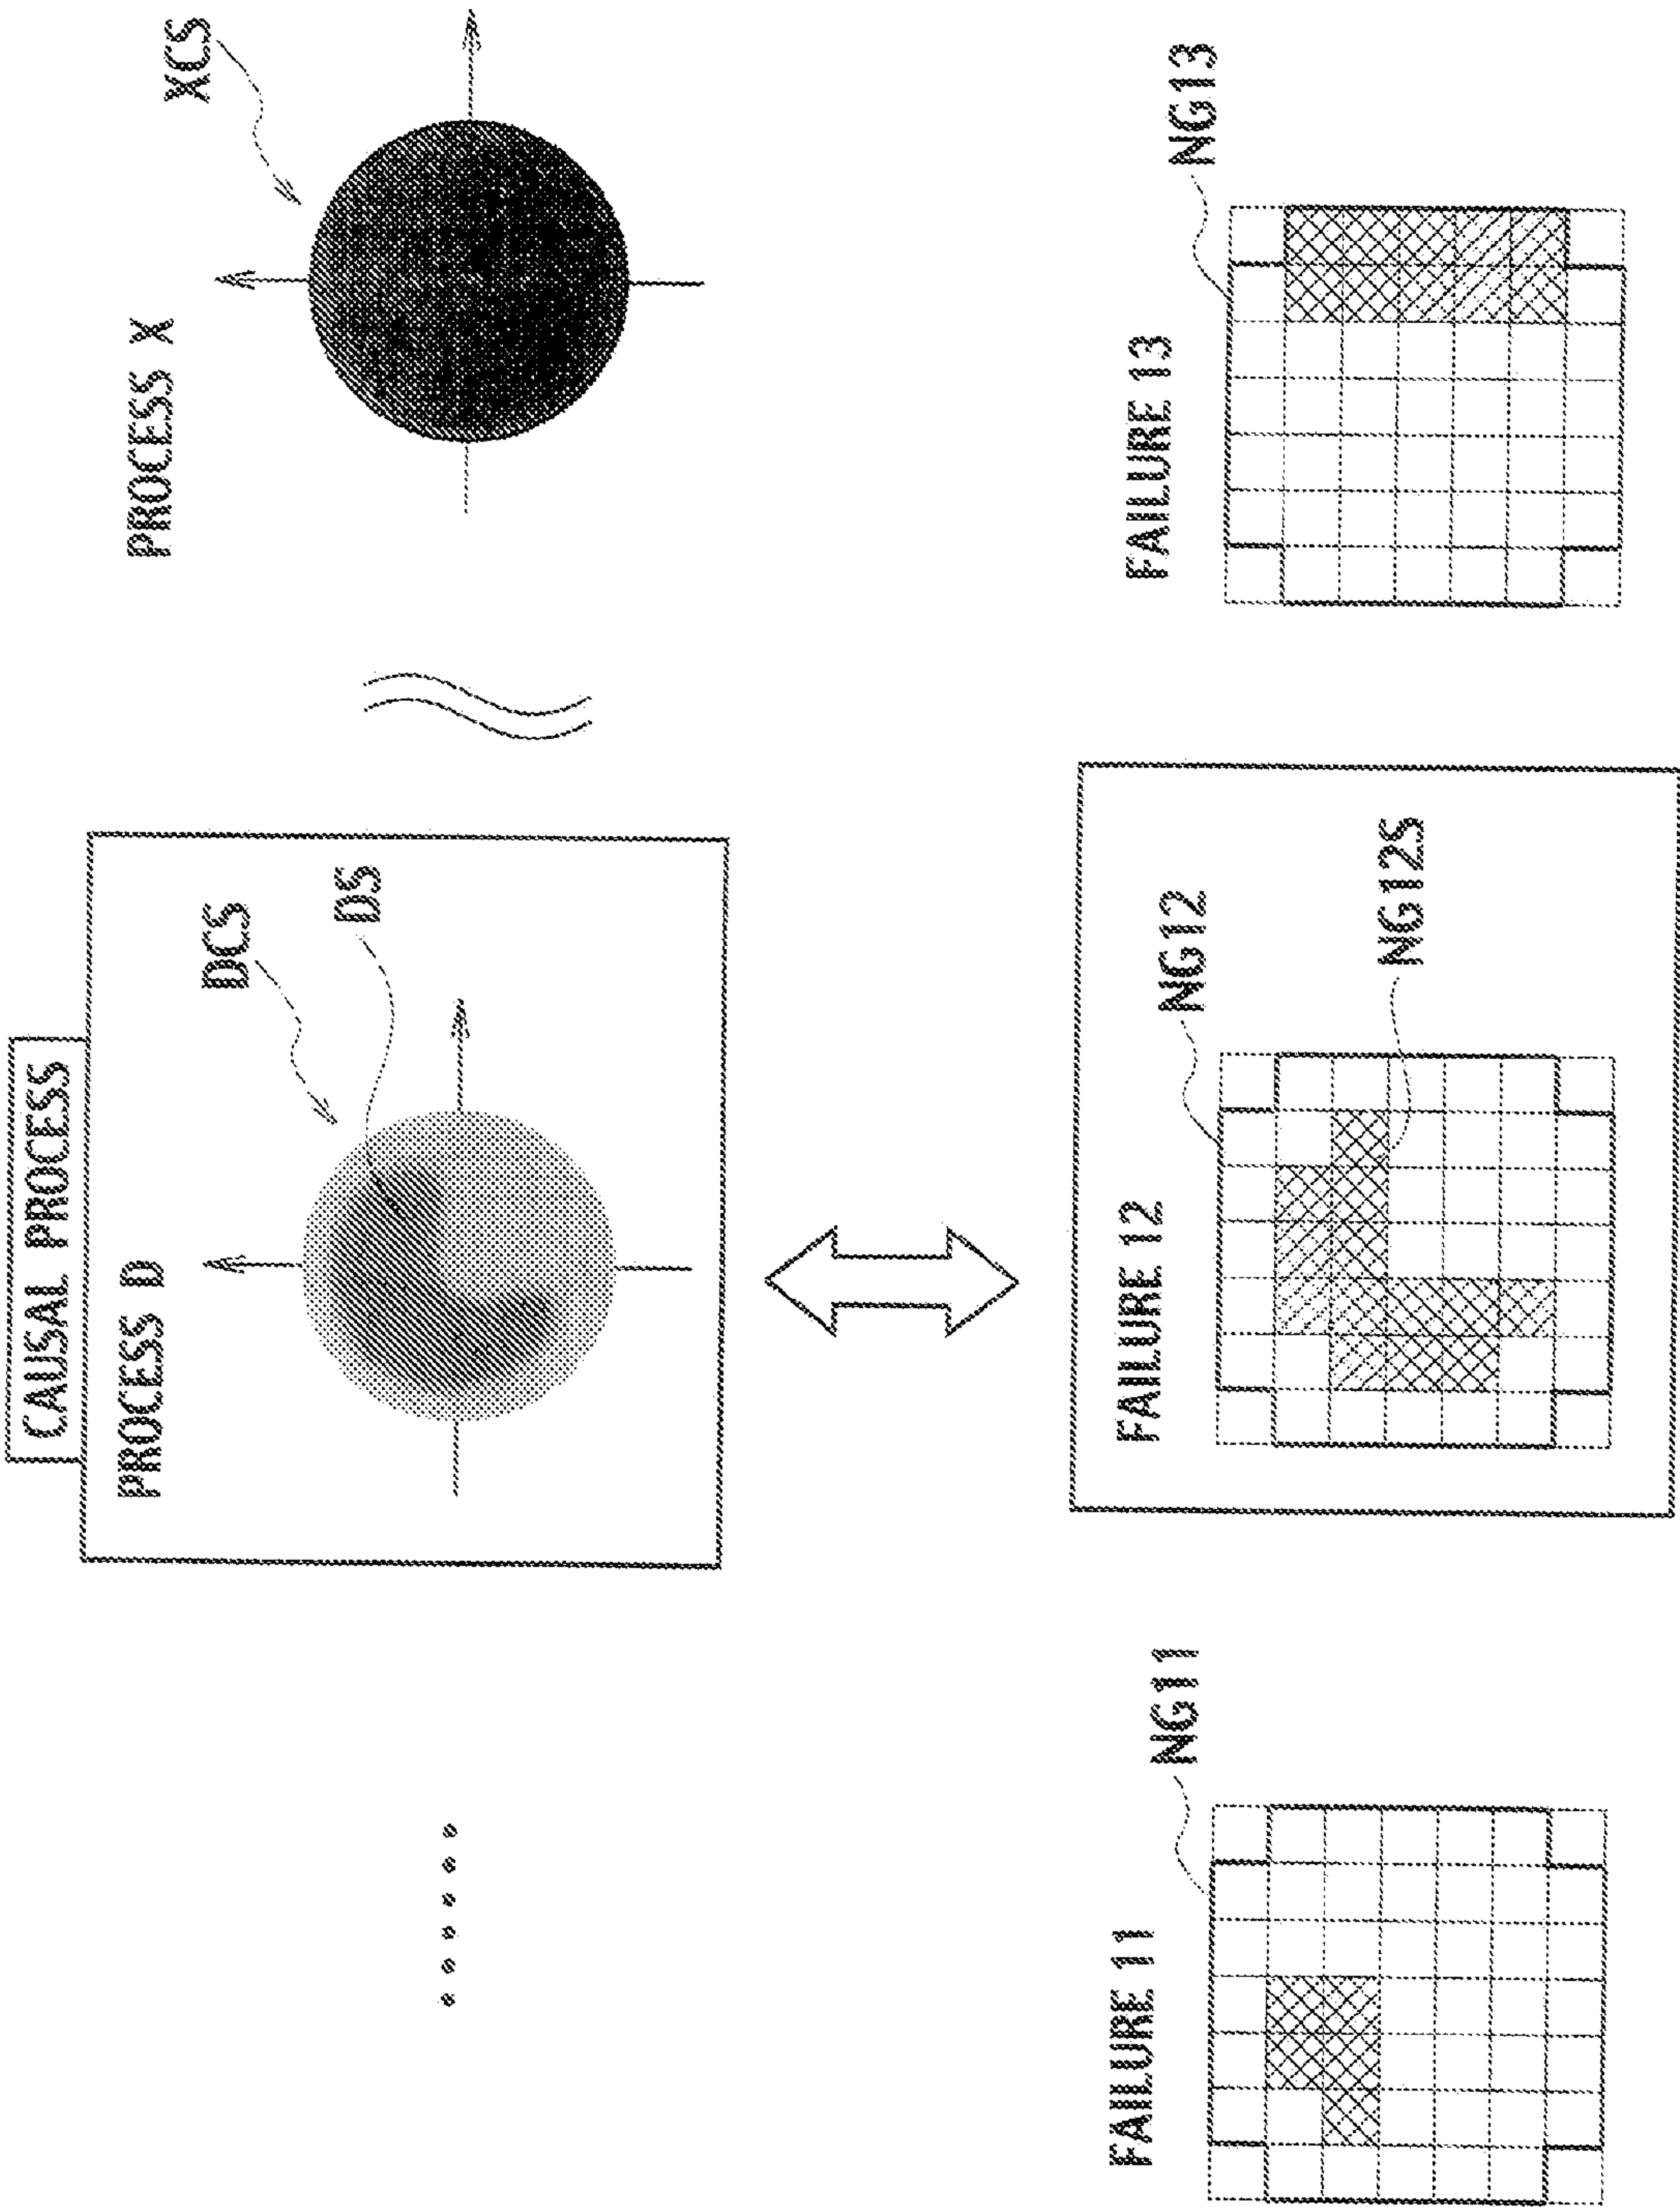 CAUSAL PROCESS
PROCESS D
DCS
DS
PROCESS X
XCS
FAILURE 11
NG11
FAILURE 12
NG12
NG12S
FAILURE 13
NG13